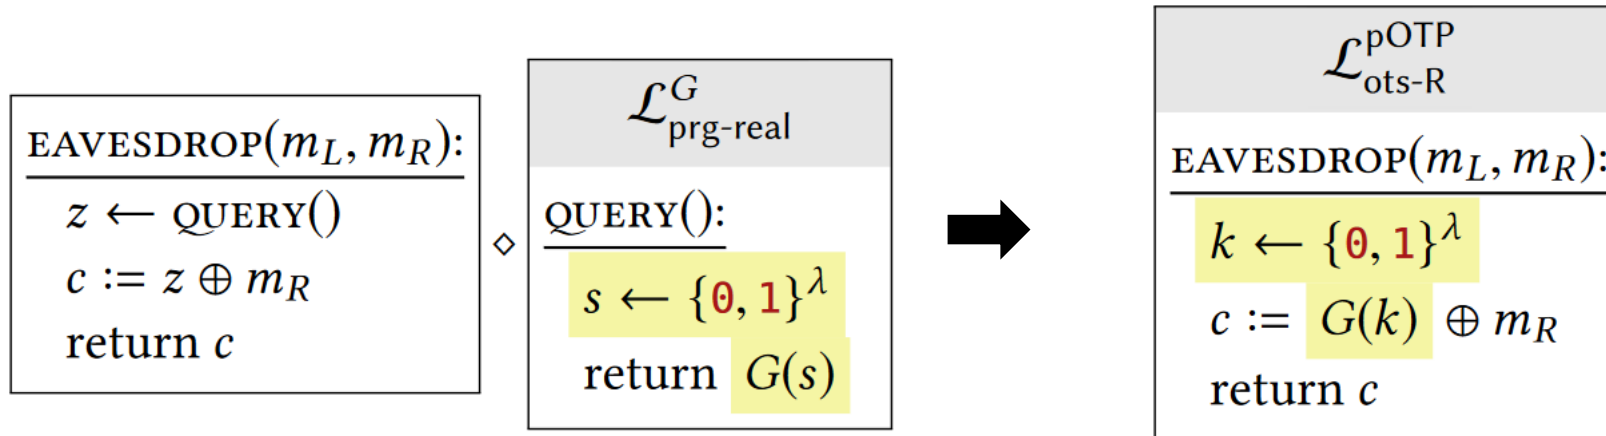 EAVESDROP(m_L, m_R):
z ← QUERY()
c := z ⊕ m_R
return c
⋄
ℒ^G_prg-real
QUERY():
s ← {0, 1}^λ
return G(s)
ℒ^pOTP_ots-R
EAVESDROP(m_L, m_R):
k ← {0, 1}^λ
c := G(k) ⊕ m_R
return c